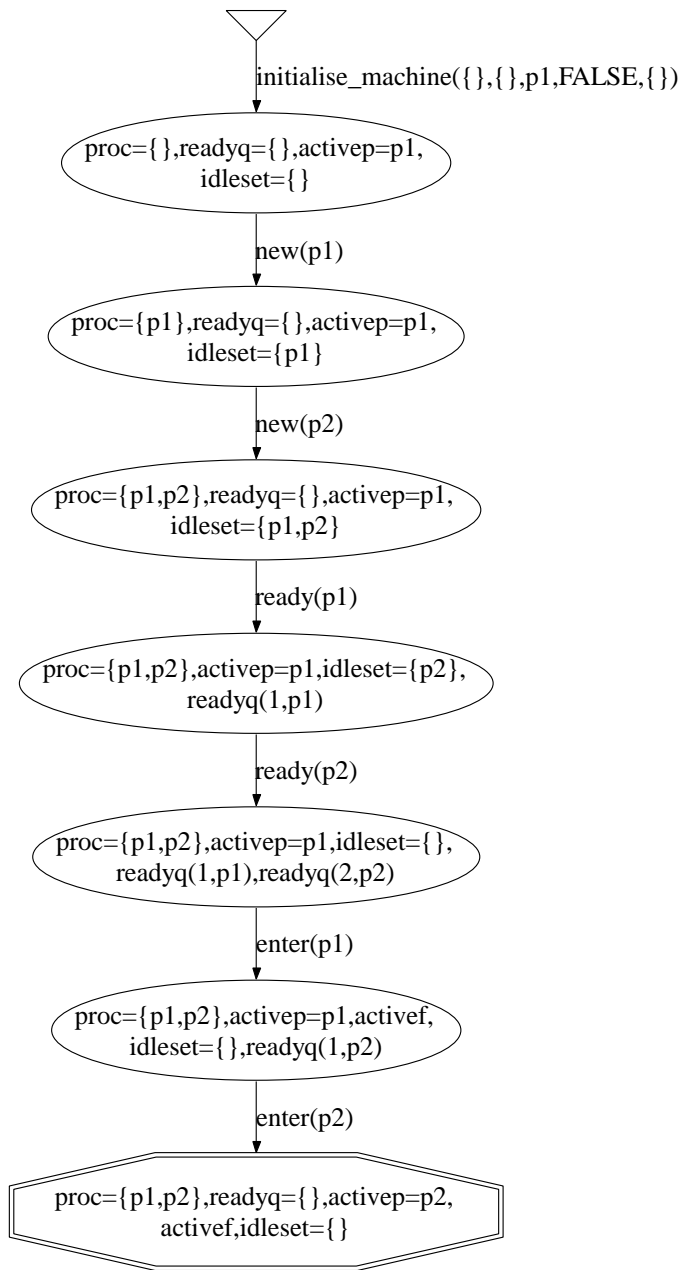 initialise_machine({},{},p1,FALSE,{})
proc={},readyq={},activep=p1,
idleset={}
new(p1)
proc={p1},readyq={},activep=p1,
idleset={p1}
new(p2)
proc={p1,p2},readyq={},activep=p1,
idleset={p1,p2}
ready(p1)
proc={p1,p2},activep=p1,idleset={p2},
readyq(1,p1)
ready(p2)
proc={p1,p2},activep=p1,idleset={},
readyq(1,p1),readyq(2,p2)
enter(p1)
proc={p1,p2},activep=p1,activef,
idleset={},readyq(1,p2)
enter(p2)
proc={p1,p2},readyq={},activep=p2,
activef,idleset={}